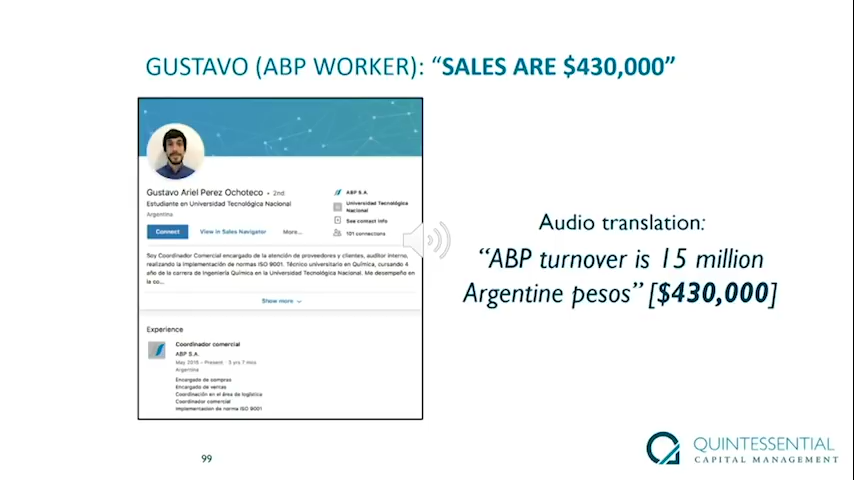 GUSTAVO (ABP WORKER): “SALES ARE $430,000”
Gustavo Ariel Perez Ochoteco • 2nd
Estudiante en Universidad Tecnológica Nacional
Argentina
Connect
View in Sales Navigator
More...
ABP S.A.
Universidad Tecnológica
Nacional
See contact info
101 connections
Soy Coordinador Comercial encargado de la atención de proveedores y clientes, auditor interno,
realizando la implementación de normas ISO 9001. Técnico universitario en Química, cursando 4
año de la carrera de Ingeniería Química en la Universidad Tecnológica Nacional. Me desempeño en
la co...
Show more
Experience
Coordinador comercial
ABP S.A.
May 2015 – Present
Argentina
Encargado de compras
Encargado de ventas
Coordinación en el área de logística
Coordinador comercial
Implementacion de norma ISO 9001
Audio translation:
“ABP turnover is 15 million
Argentine pesos” [$430,000]
99
QUINTESSENTIAL
CAPITAL MANAGEMENT